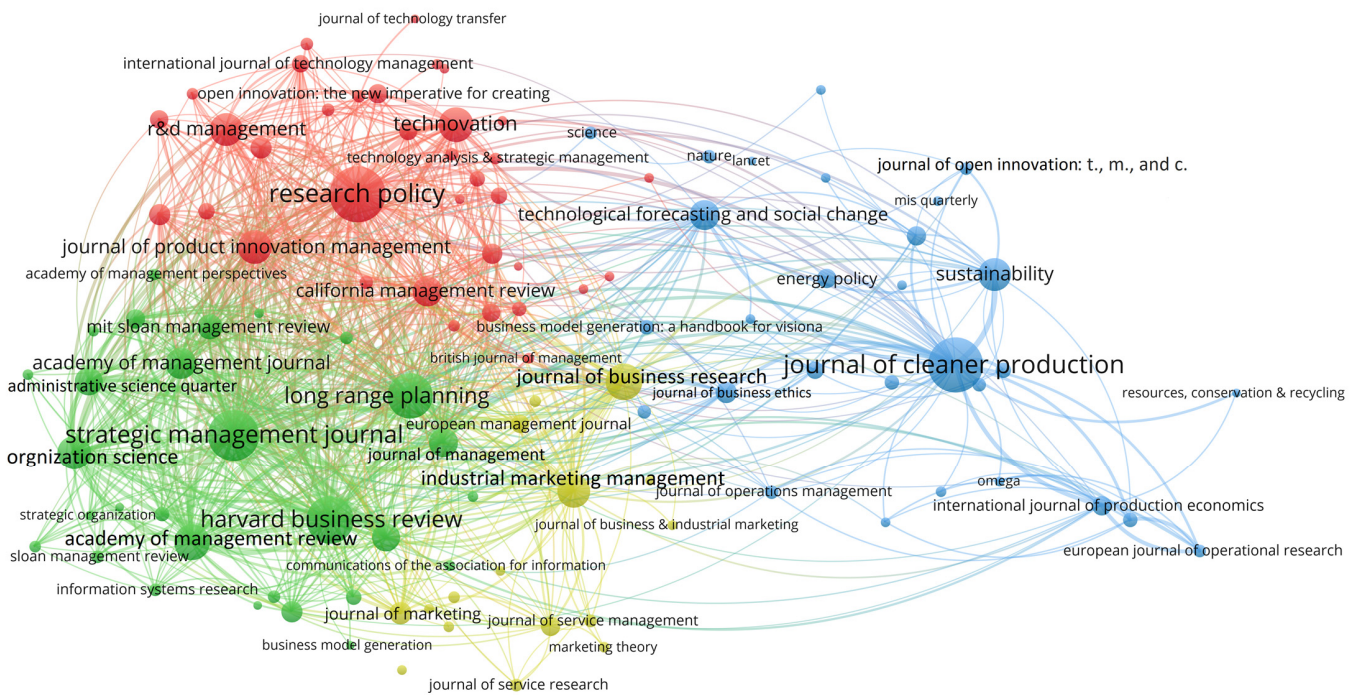 journal of technology transfer
international journal of technology management
open innovation: the new imperative for creating
r&d management
technovation
science
technology analysis & strategic management
nature
lancet
journal of open innovation: t., m., and c.
research policy
mis quarterly
technological forecasting and social change
journal of product innovation management
academy of management perspectives
sustainability
energy policy
california management review
mit sloan management review
business model generation: a handbook for visiona
british journal of management
academy of management journal
journal of cleaner production
journal of business research
administrative science quarter
journal of business ethics
resources, conservation & recycling
long range planning
european management journal
strategic management journal
journal of management
orgnization science
industrial marketing management
omega
journal of operations management
international journal of production economics
strategic organization
harvard business review
journal of business & industrial marketing
academy of management review
european journal of operational research
sloan management review
communications of the association for information
information systems research
journal of marketing
journal of service management
business model generation
marketing theory
journal of service research